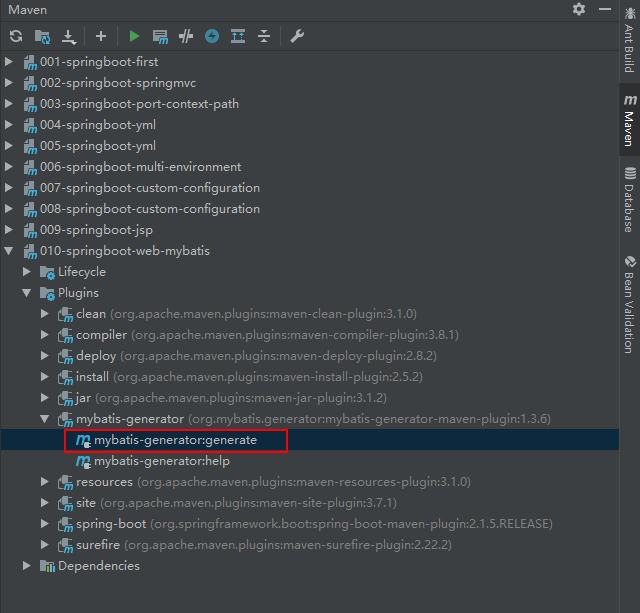 Maven
001-springboot-first
002-springboot-springmvc
003-springboot-port-context-path
004-springboot-yml
005-springboot-yml
006-springboot-multi-environment
007-springboot-custom-configuration
008-springboot-custom-configuration
009-springboot-jsp
010-springboot-web-mybatis
Lifecycle
Plugins
clean (org.apache.maven.plugins:maven-clean-plugin:3.1.0)
compiler (org.apache.maven.plugins:maven-compiler-plugin:3.8.1)
deploy (org.apache.maven.plugins:maven-deploy-plugin:2.8.2)
install (org.apache.maven.plugins:maven-install-plugin:2.5.2)
jar (org.apache.maven.plugins:maven-jar-plugin:3.1.2)
mybatis-generator (org.mybatis.generator:mybatis-generator-maven-plugin:1.3.6)
mybatis-generator:generate
mybatis-generator:help
resources (org.apache.maven.plugins:maven-resources-plugin:3.1.0)
site (org.apache.maven.plugins:maven-site-plugin:3.7.1)
spring-boot (org.springframework.boot:spring-boot-maven-plugin:2.1.5.RELEASE)
surefire (org.apache.maven.plugins:maven-surefire-plugin:2.22.2)
Dependencies
Ant Build
Maven
Database
Bean Validation